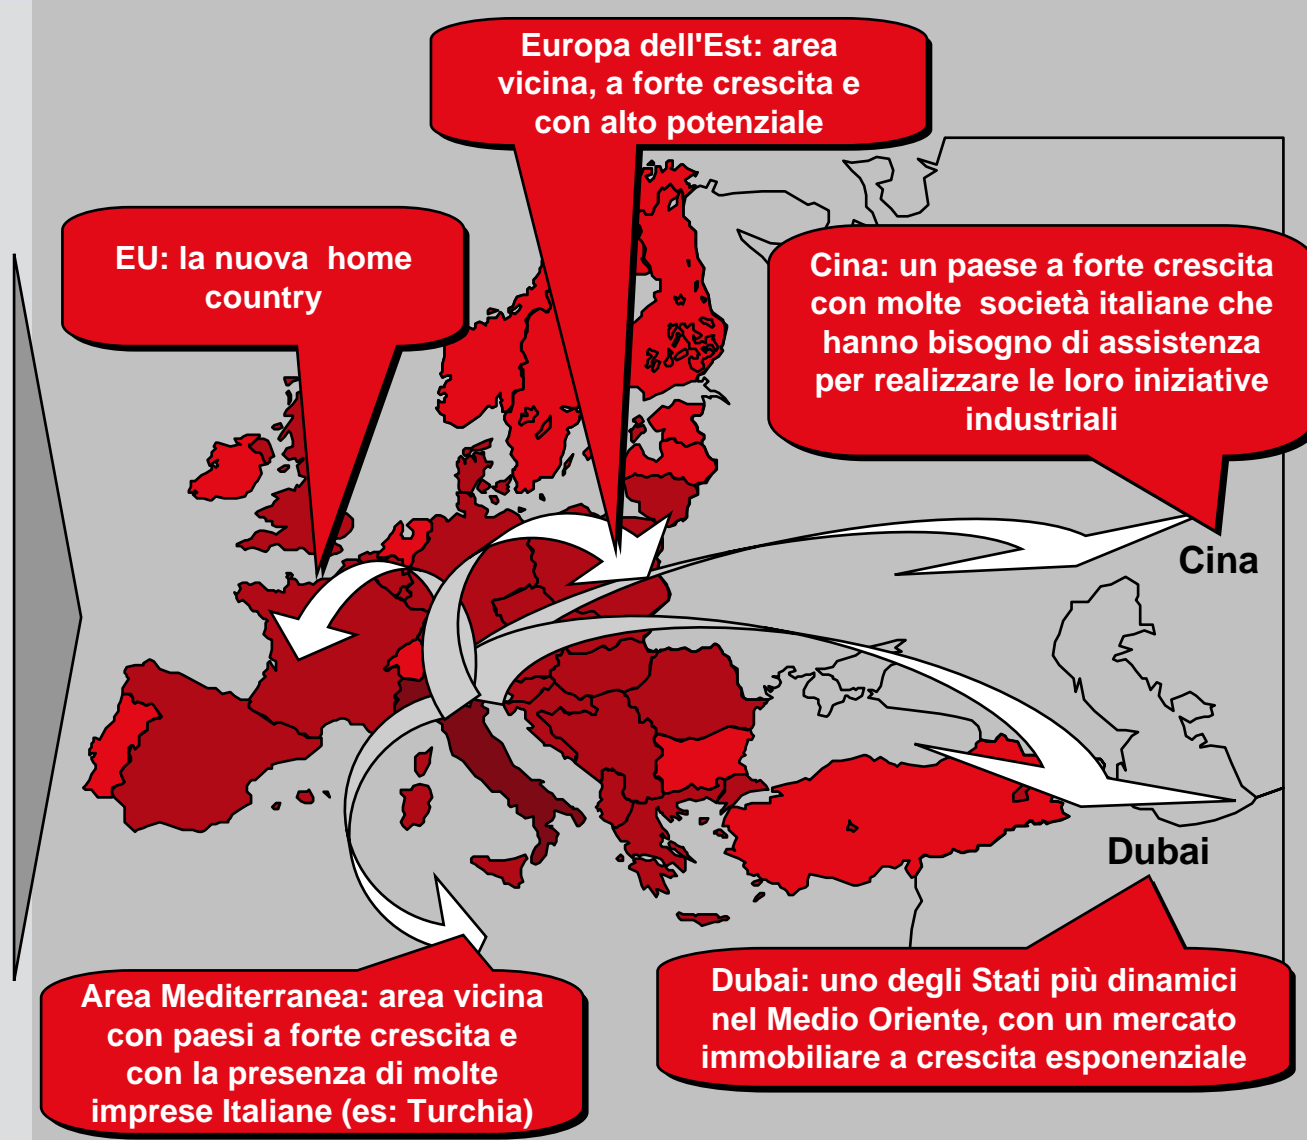 Europa dell'Est: area
vicina, a forte crescita e
con alto potenziale
EU: la nuova  home
country
Cina: un paese a forte crescita
con molte  società italiane che
hanno bisogno di assistenza
per realizzare le loro iniziative
industriali
Cina
Dubai
Area Mediterranea: area vicina
con paesi a forte crescita e
con la presenza di molte
imprese Italiane (es: Turchia)
Dubai: uno degli Stati più dinamici
nel Medio Oriente, con un mercato
immobiliare a crescita esponenziale